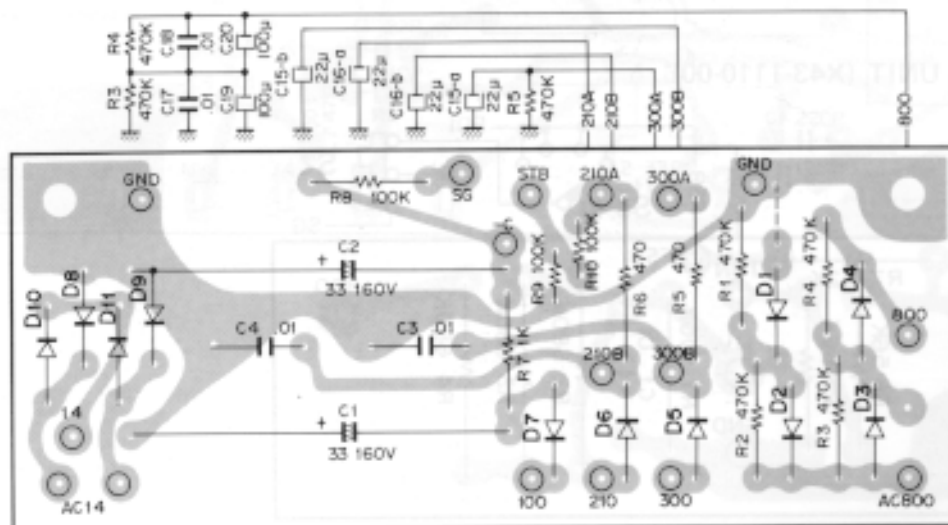 R4 470K
C18 .01
C20 100μ
R3 470K
C17 .01
C19 100μ
C15-b 22μ
C16-a 22μ
C16-b 22μ
C15-a 22μ
R5 470K
210A
210B
300A
300B
800
GND
R8 100K
SG
STB
210A
300A
GND
C2
+
33 160V
R9 100K
R10 100K
R6 470
R5 470
R1 470K
D1
R4 470K
D4
D10
D8
D11
D9
C4 .01
C3 .01
R7 1K
210B
300B
800
14
C1
+
33 160V
D7
D6
D5
R2 470K
D2
R3 470K
D3
AC14
100
210
300
AC800